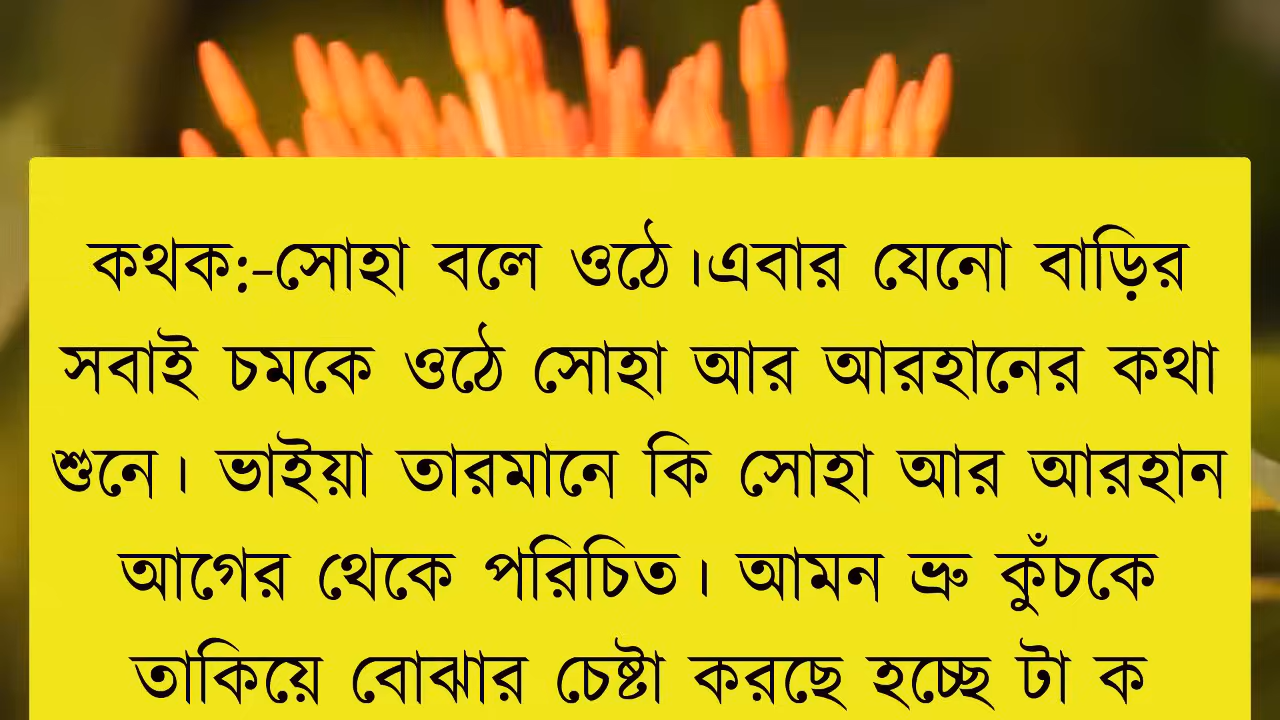 কথক:-সোহা বলে ওঠে।এবার যেনো বাড়ির
সবাই চমকে ওঠে সোহা আর আরহানের কথা
শুনে। ভাইয়া তারমানে কি সোহা আর আরহান
আগের থেকে পরিচিত। আমন ভ্রু কুঁচকে
তাকিয়ে বোঝার চেষ্টা করছে হচ্ছে টা ক